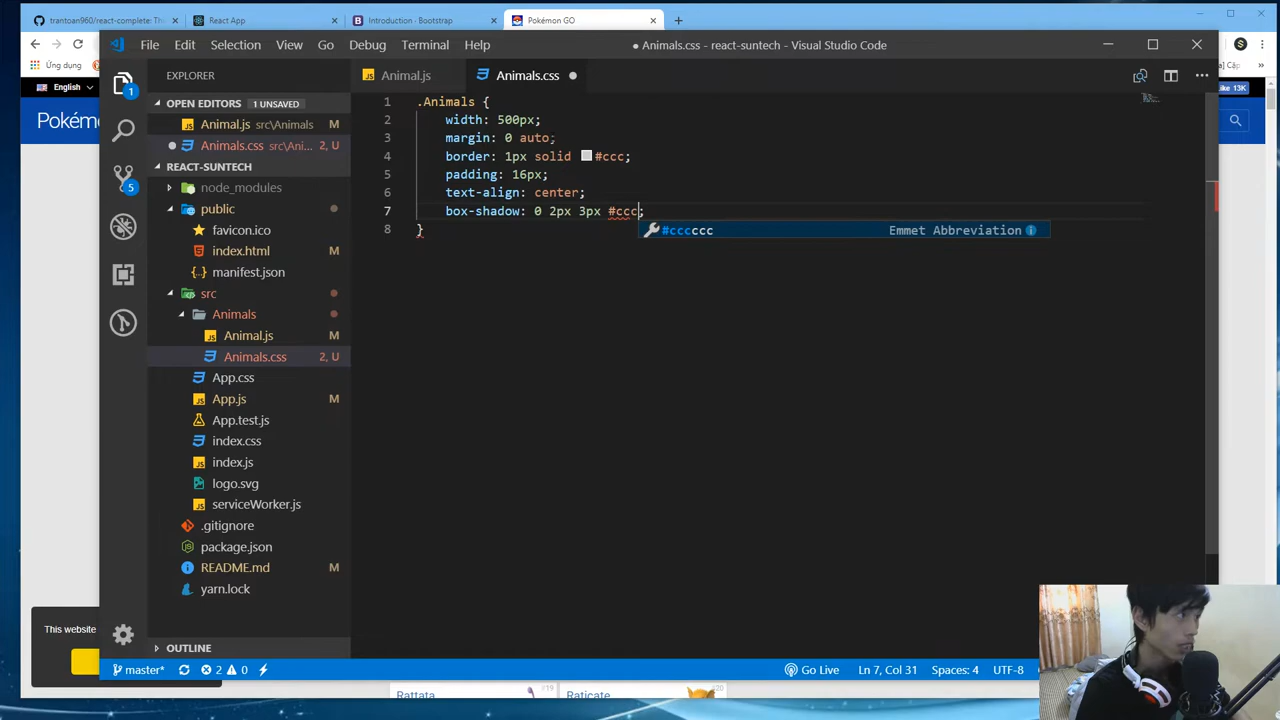 trantoan960/react-complete: Th
React App
Introduction · Bootstrap
Pokémon GO
Ứng dụng
] Cập
English
ike 13K
Pokém
This website
Rattata
#19
Raticate
#20
File Edit Selection View Go Debug Terminal Help
● Animals.css - react-suntech - Visual Studio Code
EXPLORER
OPEN EDITORS 1 UNSAVED
Animal.js src\Animals M
Animals.css src\Ani... 2, U
REACT-SUNTECH
node_modules
public
favicon.ico
index.html
manifest.json
src
Animals
Animal.js M
Animals.css 2, U
App.css
App.js M
App.test.js
index.css
index.js
logo.svg
serviceWorker.js
.gitignore
package.json
README.md M
yarn.lock
OUTLINE
1
5
Animal.js
Animals.css
1 .Animals {
2 width: 500px;
3 margin: 0 auto;
4 border: 1px solid #ccc;
5 padding: 16px;
6 text-align: center;
7 box-shadow: 0 2px 3px #ccc;
8 }
#cccccc Emmet Abbreviation
master* 2 0
Go Live Ln 7, Col 31 Spaces: 4 UTF-8